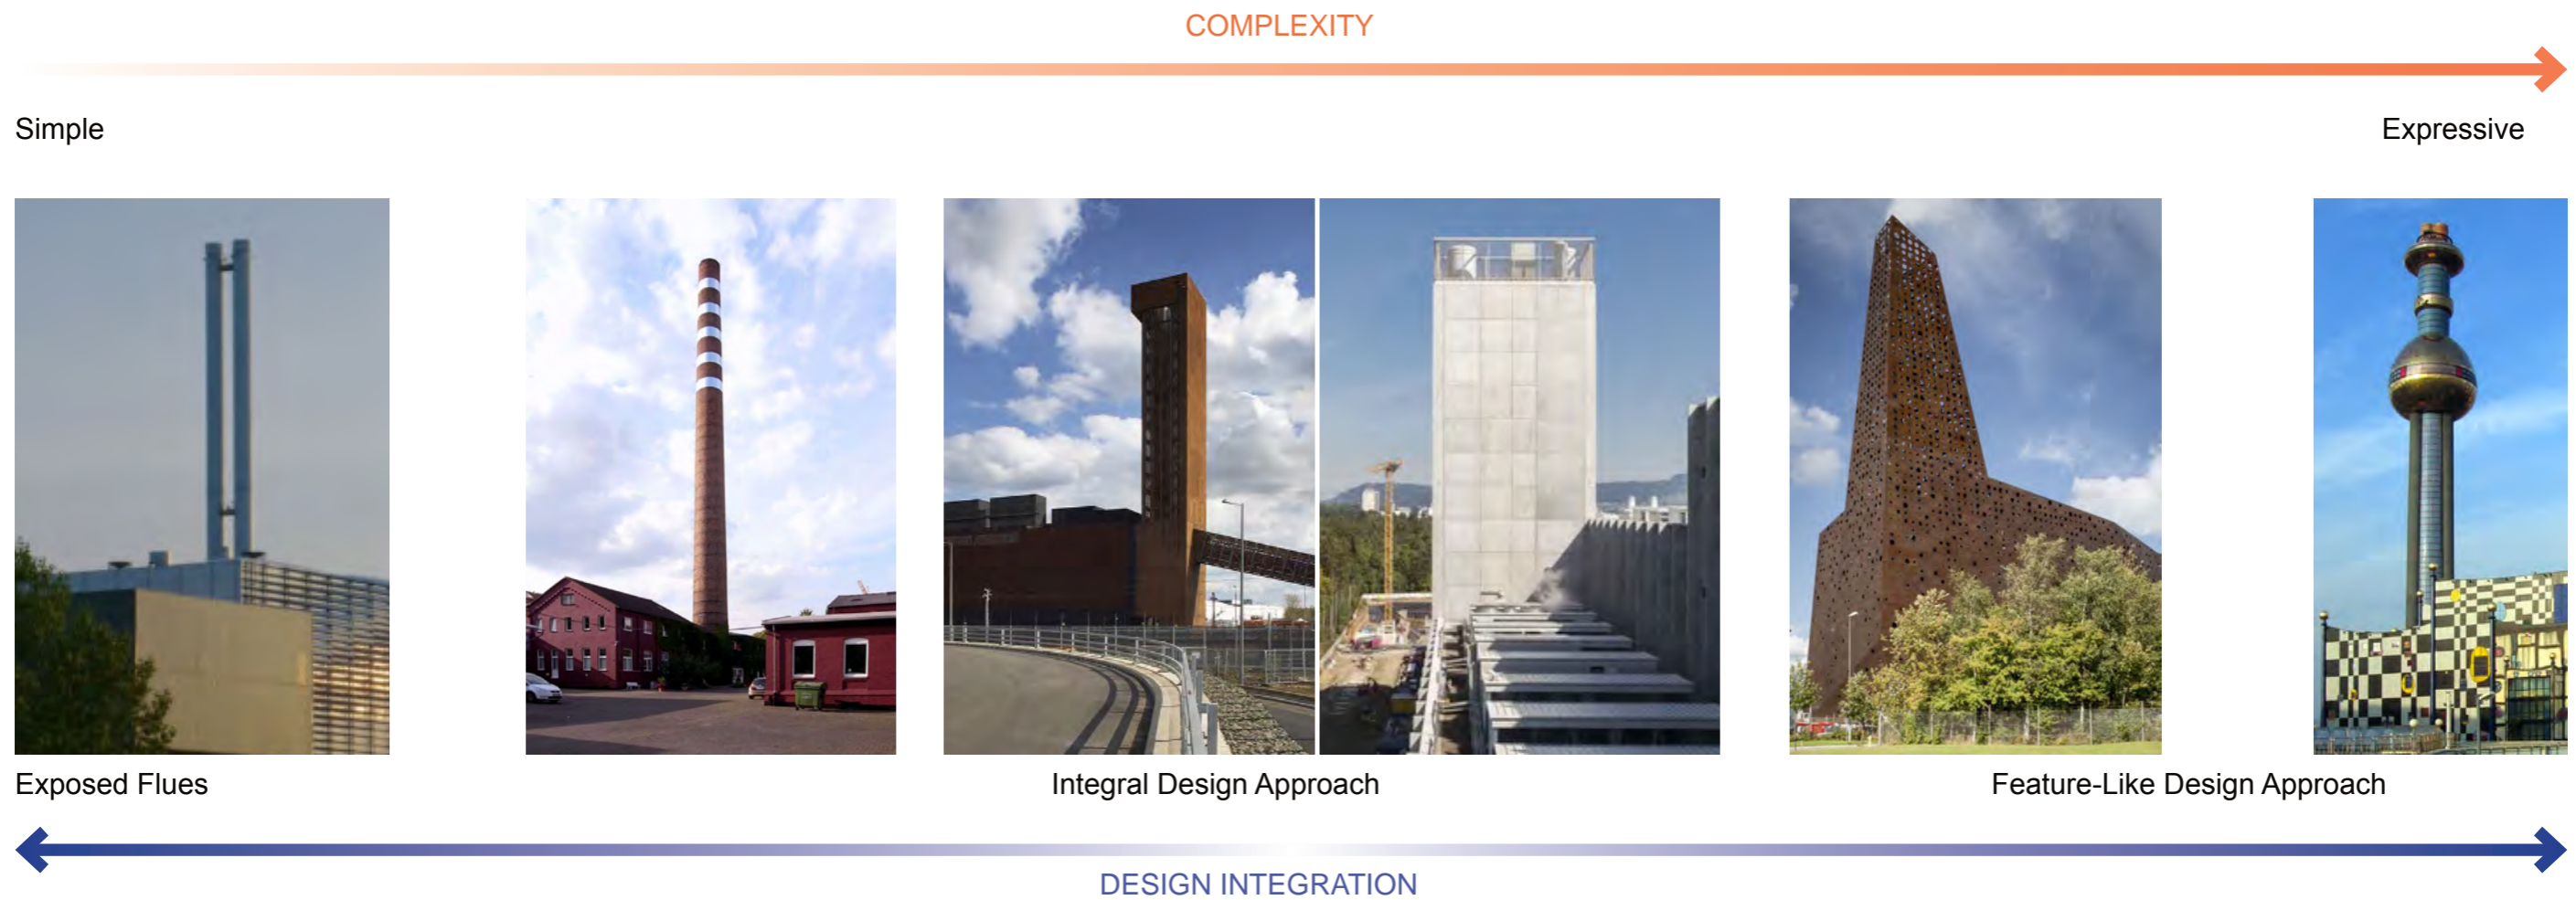 COMPLEXITY
Simple
Expressive
Exposed Flues
Integral Design Approach
Feature-Like Design Approach
DESIGN INTEGRATION